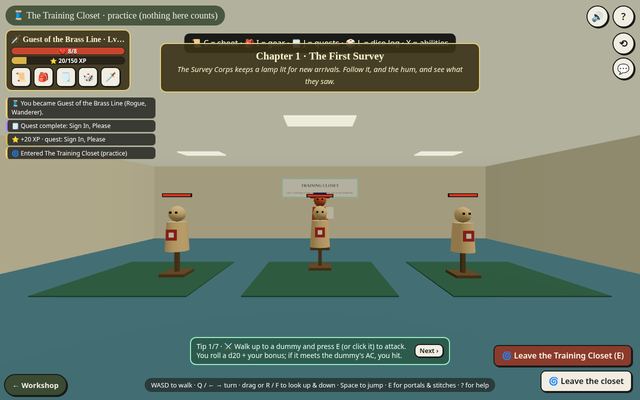 The Training Closet · practice (nothing here counts)
Guest of the Brass Line · Lv…
8/8
20/150 XP
Chapter 1 · The First Survey
The Survey Corps keeps a lamp lit for new arrivals. Follow it, and the hum, and see what
they saw.
You became Guest of the Brass Line (Rogue,
Wanderer).
Quest complete: Sign In, Please
+20 XP · quest: Sign In, Please
Entered The Training Closet (practice)
TRAINING CLOSET
Tip 1/7 · ⚔️ Walk up to a dummy and press E (or click it) to attack.
You roll a d20 + your bonus; if it meets the dummy's AC, you hit.
Next ›
Leave the Training Closet (E)
Leave the closet
← Workshop
WASD to walk · Q / ← → turn · drag or R / F to look up & down · Space to jump · E for portals & stitches · ? for help
?